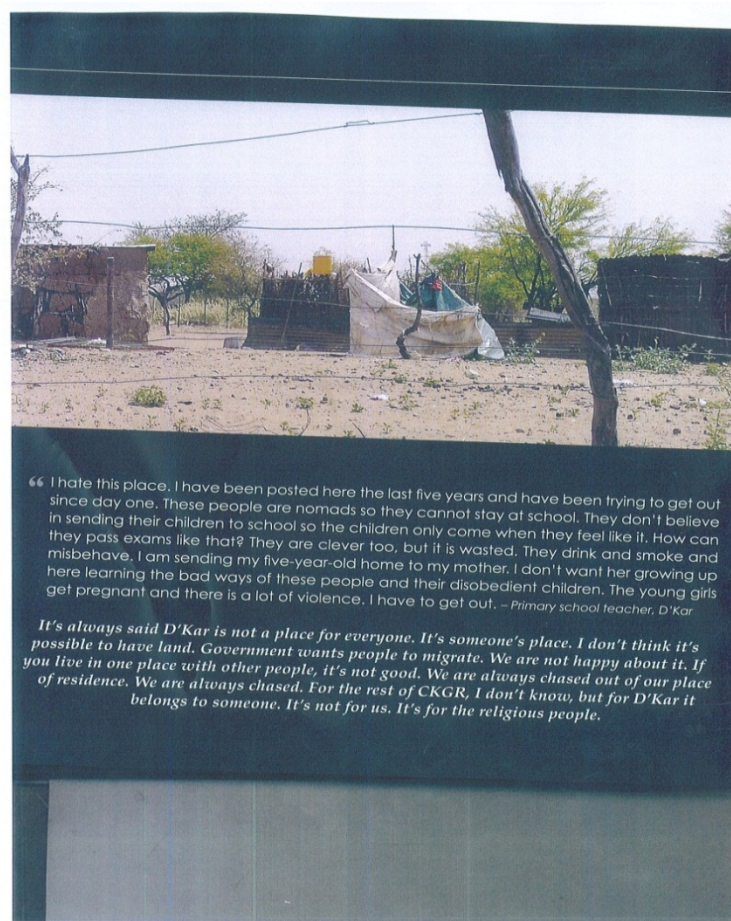 “ I hate this place. I have been posted here the last five years and have been trying to get out
since day one. These people are nomads so they cannot stay at school. They don't believe
in sending their children to school so the children only come when they feel like it. How can
they pass exams like that? They are clever too, but it is wasted. They drink and smoke and
misbehave. I am sending my five-year-old home to my mother. I don't want her growing up
here learning the bad ways of these people and their disobedient children. The young girls
get pregnant and there is a lot of violence. I have to get out. – Primary school teacher, D'Kar
It's always said D'Kar is not a place for everyone. It's someone's place. I don't think it's
possible to have land. Government wants people to migrate. We are not happy about it. If
you live in one place with other people, it's not good. We are always chased out of our place
of residence. We are always chased. For the rest of CKGR, I don't know, but for D'Kar it
belongs to someone. It's not for us. It's for the religious people.